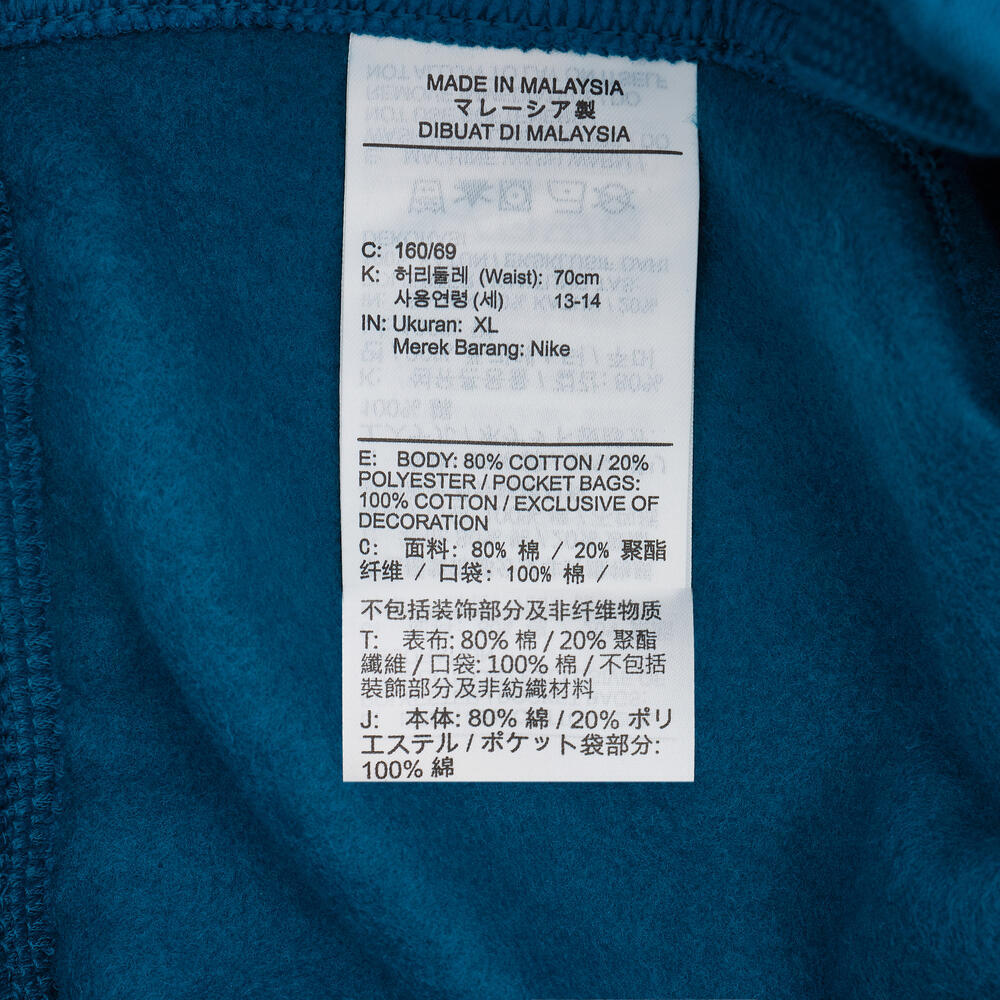 MADE IN MALAYSIA
マレーシア製
DIBUAT DI MALAYSIA
C: 160/69
K: 허리둘레 (Waist): 70cm
사용연령 (세) 13-14
IN: Ukuran: XL
Merek Barang: Nike
E: BODY: 80% COTTON / 20%
POLYESTER / POCKET BAGS:
100% COTTON / EXCLUSIVE OF
DECORATION
C: 面料: 80% 棉 / 20% 聚酯
纤维 / 口袋: 100% 棉 /
不包括装饰部分及非纤维物质
T: 表布: 80% 棉 / 20% 聚酯
纖維 / 口袋: 100% 棉 / 不包括
裝飾部分及非紡織材料
J: 本体: 80% 綿 / 20% ポリ
エステル / ポケット袋部分:
100% 綿